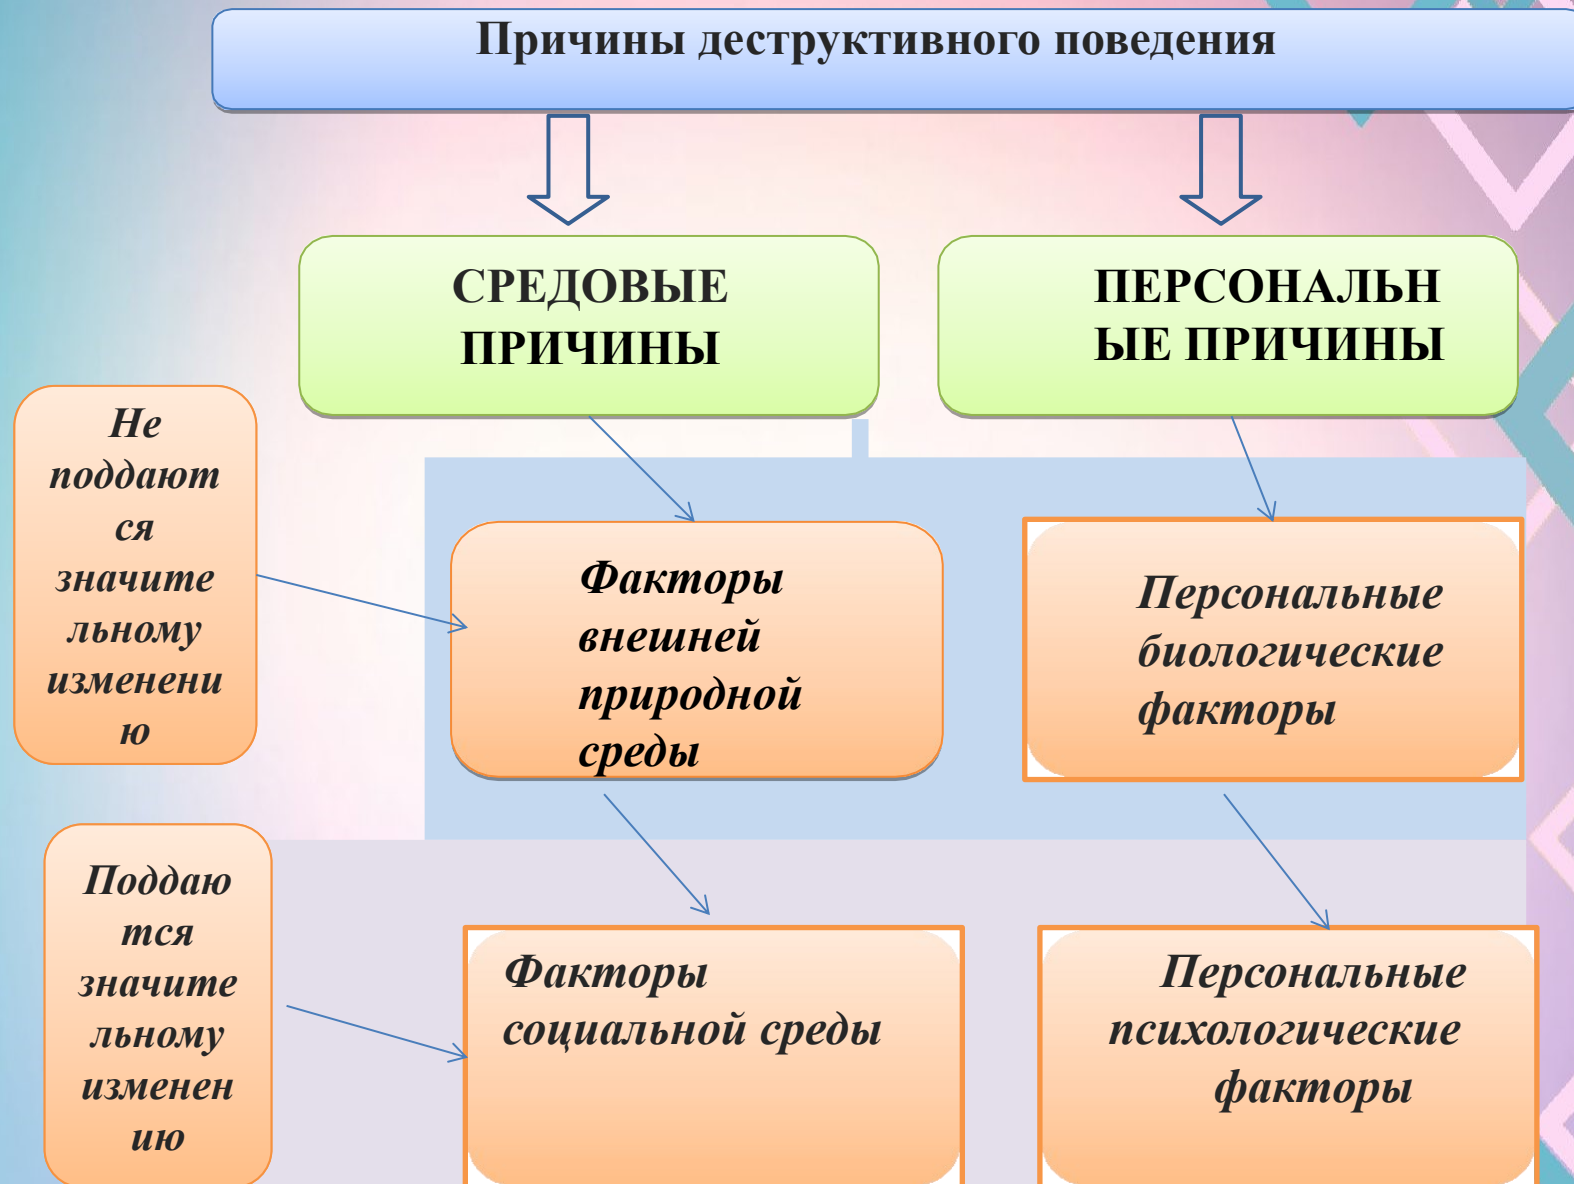 Причины деструктивного поведения
СРЕДОВЫЕ
ПРИЧИНЫ
ПЕРСОНАЛЬН
ЫЕ ПРИЧИНЫ
Не
поддают
ся
значите
льному
изменени
ю
Факторы
внешней
природной
среды
Персональные
биологические
факторы
Поддаю
тся
значите
льному
изменен
ию
Факторы
социальной среды
Персональные
психологические
факторы